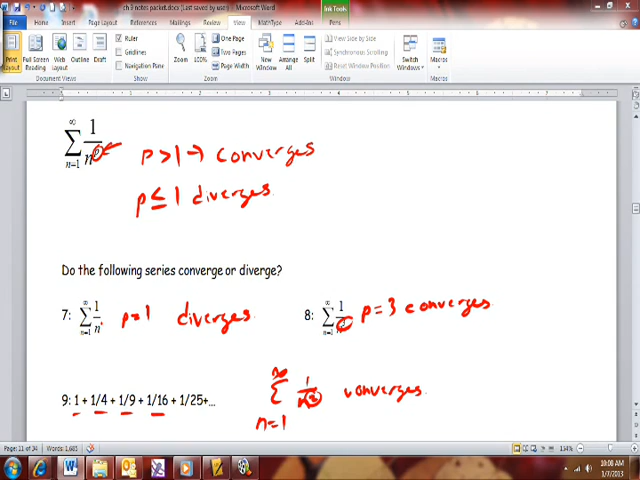 ch 9 notes packet.docx [Last saved by user] - Microsoft Word
Ink Tools
File Home Insert Page Layout References Mailings Review View MathType Add-Ins Pens
Print Layout Full Screen Reading Web Layout Outline Draft
Ruler
Gridlines
Navigation Pane
Zoom 100% One Page Two Pages Page Width
New Window Arrange All Split
View Side by Side
Synchronous Scrolling
Reset Window Position
Switch Windows Macros
Document Views Show Zoom Window Macros
∞
∑ 1/n^p
n=1
p>1 → converges
p≤1 diverges
Do the following series converge or diverge?
7: ∞ ∑ n=1 1/n p=1 diverges
8: ∞ ∑ n=1 1/n³ p=3 converges
9: 1 + 1/4 + 1/9 + 1/16 + 1/25+... ∞ Σ n=1 1/n² converges
Page: 11 of 34 Words: 1,685 154%
10:08 AM
1/7/2013